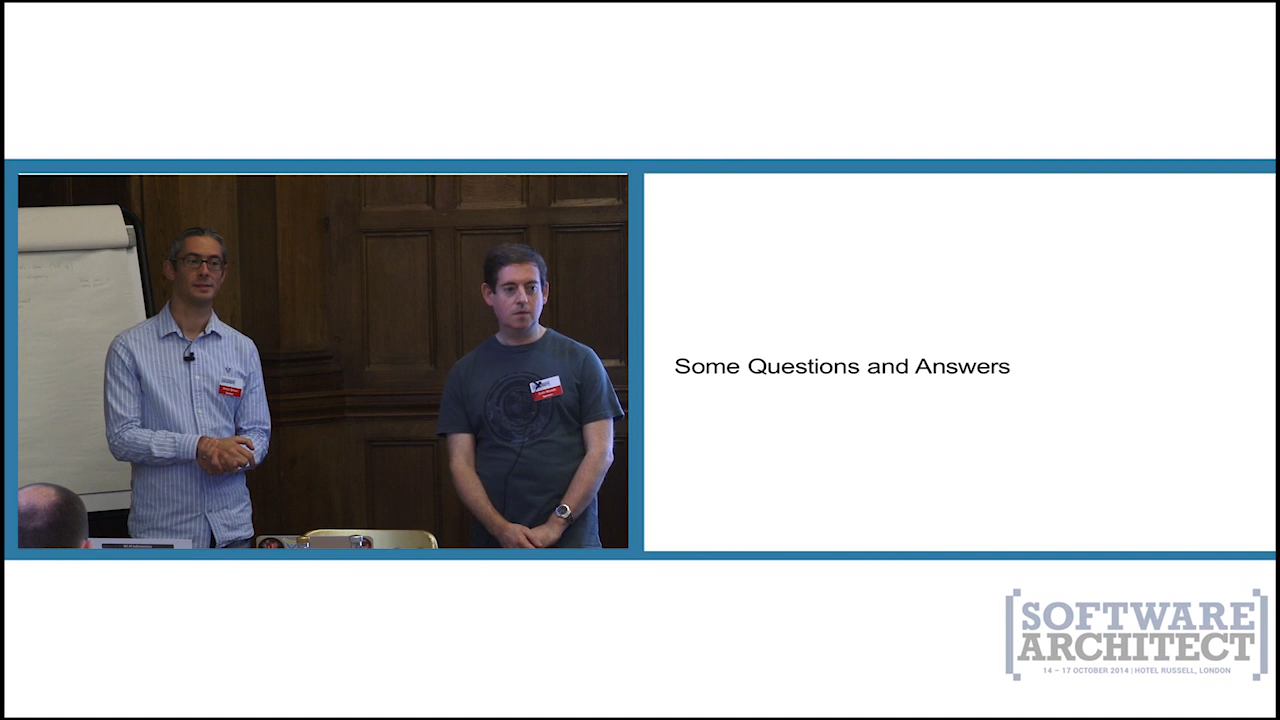 Some Questions and Answers
[SOFTWARE
ARCHITECT]
14 – 17 OCTOBER 2014 | HOTEL RUSSELL, LONDON